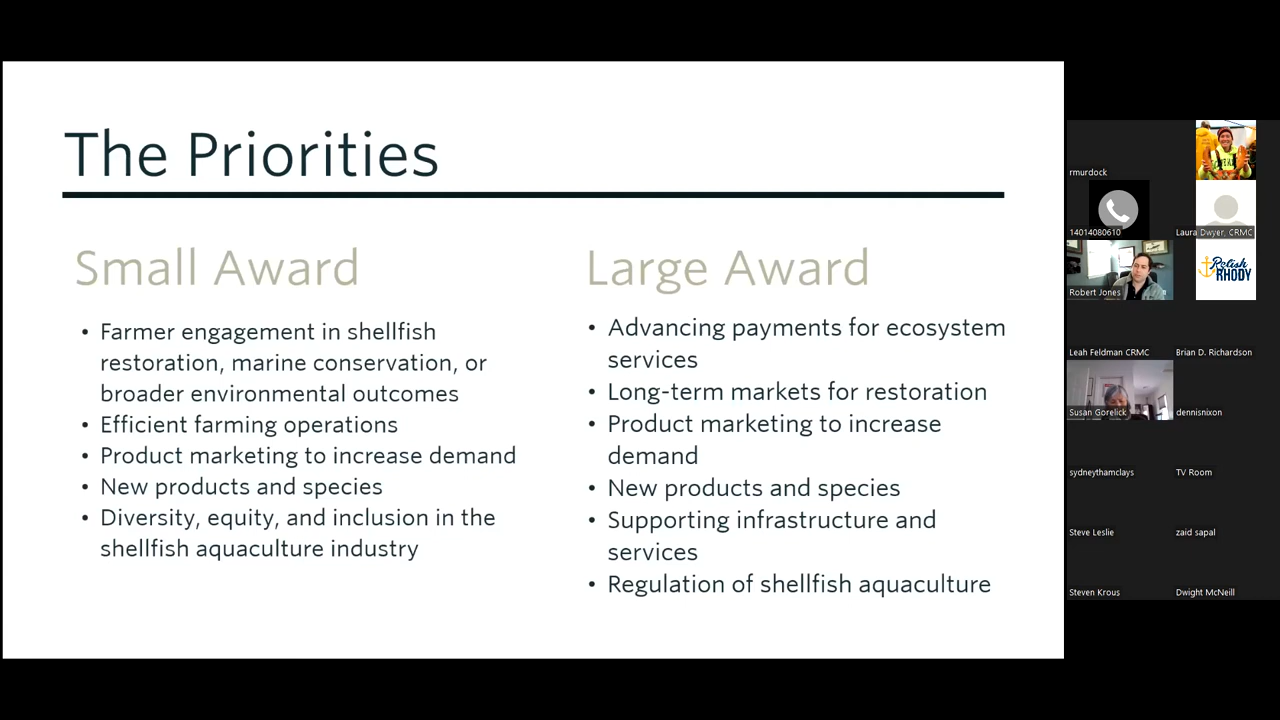 The Priorities
Small Award
• Farmer engagement in shellfish
restoration, marine conservation, or
broader environmental outcomes
• Efficient farming operations
• Product marketing to increase demand
• New products and species
• Diversity, equity, and inclusion in the
shellfish aquaculture industry
Large Award
• Advancing payments for ecosystem
services
• Long-term markets for restoration
• Product marketing to increase
demand
• New products and species
• Supporting infrastructure and
services
• Regulation of shellfish aquaculture
rmurdock
14014080610
Laura Dwyer, CRMC
Robert Jones
Relish
RHODY
Leah Feldman CRMC
Brian D. Richardson
Susan Gorelick
dennisnixon
sydneythamclays
TV Room
Steve Leslie
zaid sapal
Steven Krous
Dwight McNeill